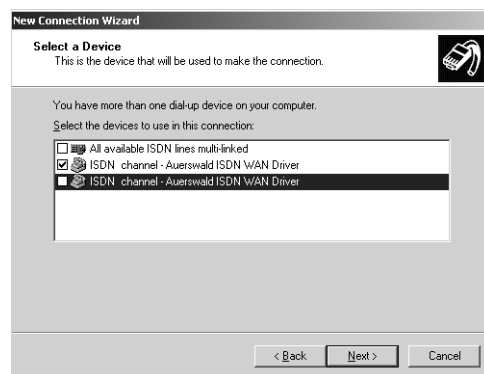 New Connection Wizard
Select a Device
This is the device that will be used to make the connection.
You have more than one dial-up device on your computer.
Select the devices to use in this connection:
All available ISDN lines multi-linked
ISDN channel - Auerswald ISDN WAN Driver
ISDN channel - Auerswald ISDN WAN Driver
< Back Next > Cancel